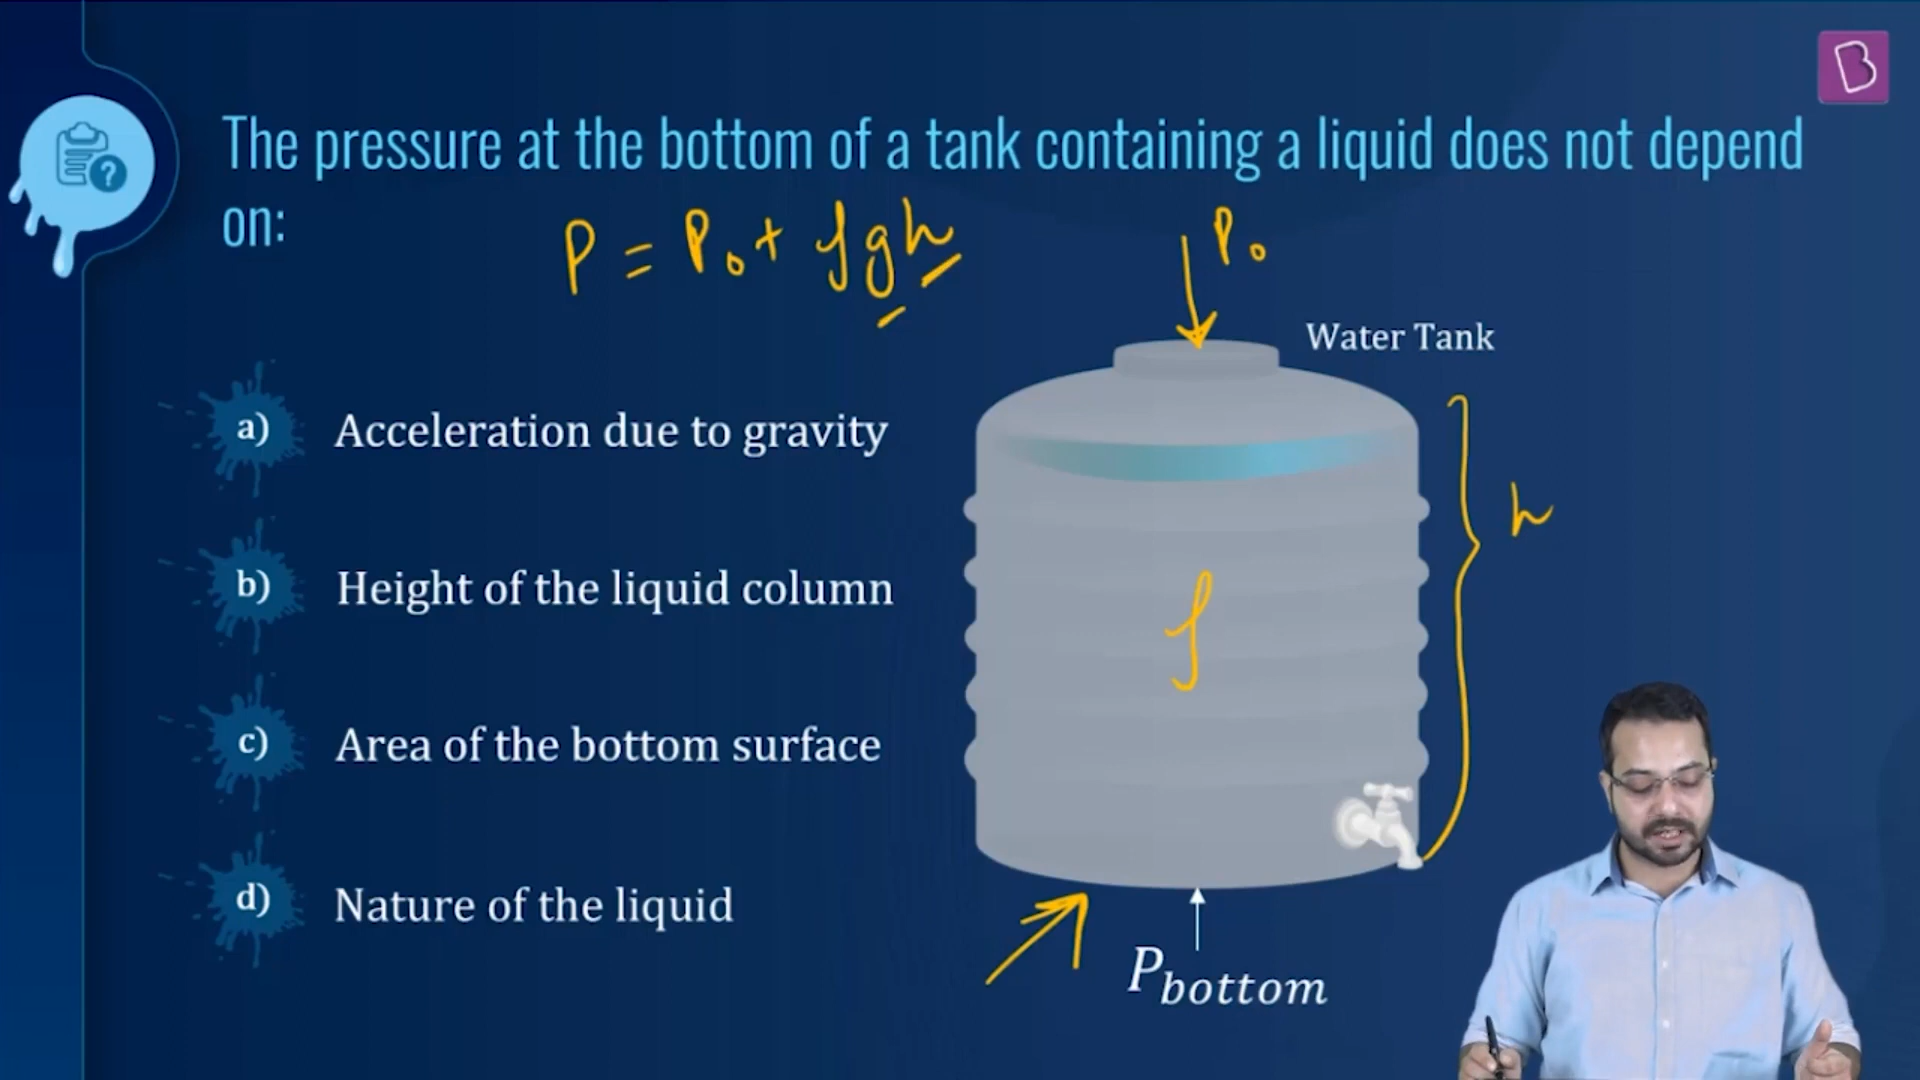 The pressure at the bottom of a tank containing a liquid does not depend
on:
P = P₀ + ρgh
P₀
Water Tank
a) Acceleration due to gravity
h
b) Height of the liquid column
ρ
c) Area of the bottom surface
d) Nature of the liquid
P_bottom
B
?